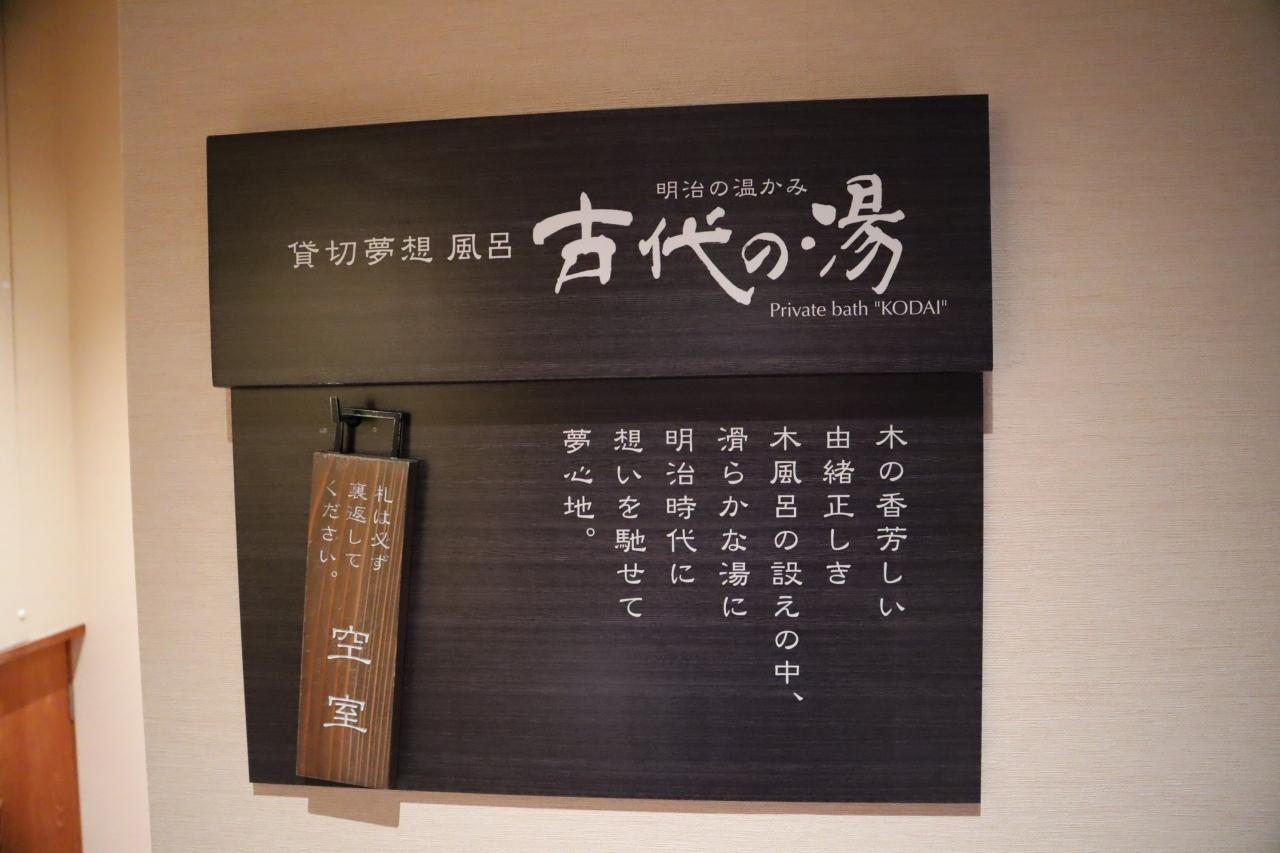 明治の温かみ
貸切夢想 風呂 古代の湯
Private bath "KODAI"
木の香芳しい
由緒正しき
木風呂の設えの中、
滑らかな湯に
明治時代に
想いを馳せて
夢心地。
札は必ず
裏返して
ください。
空室